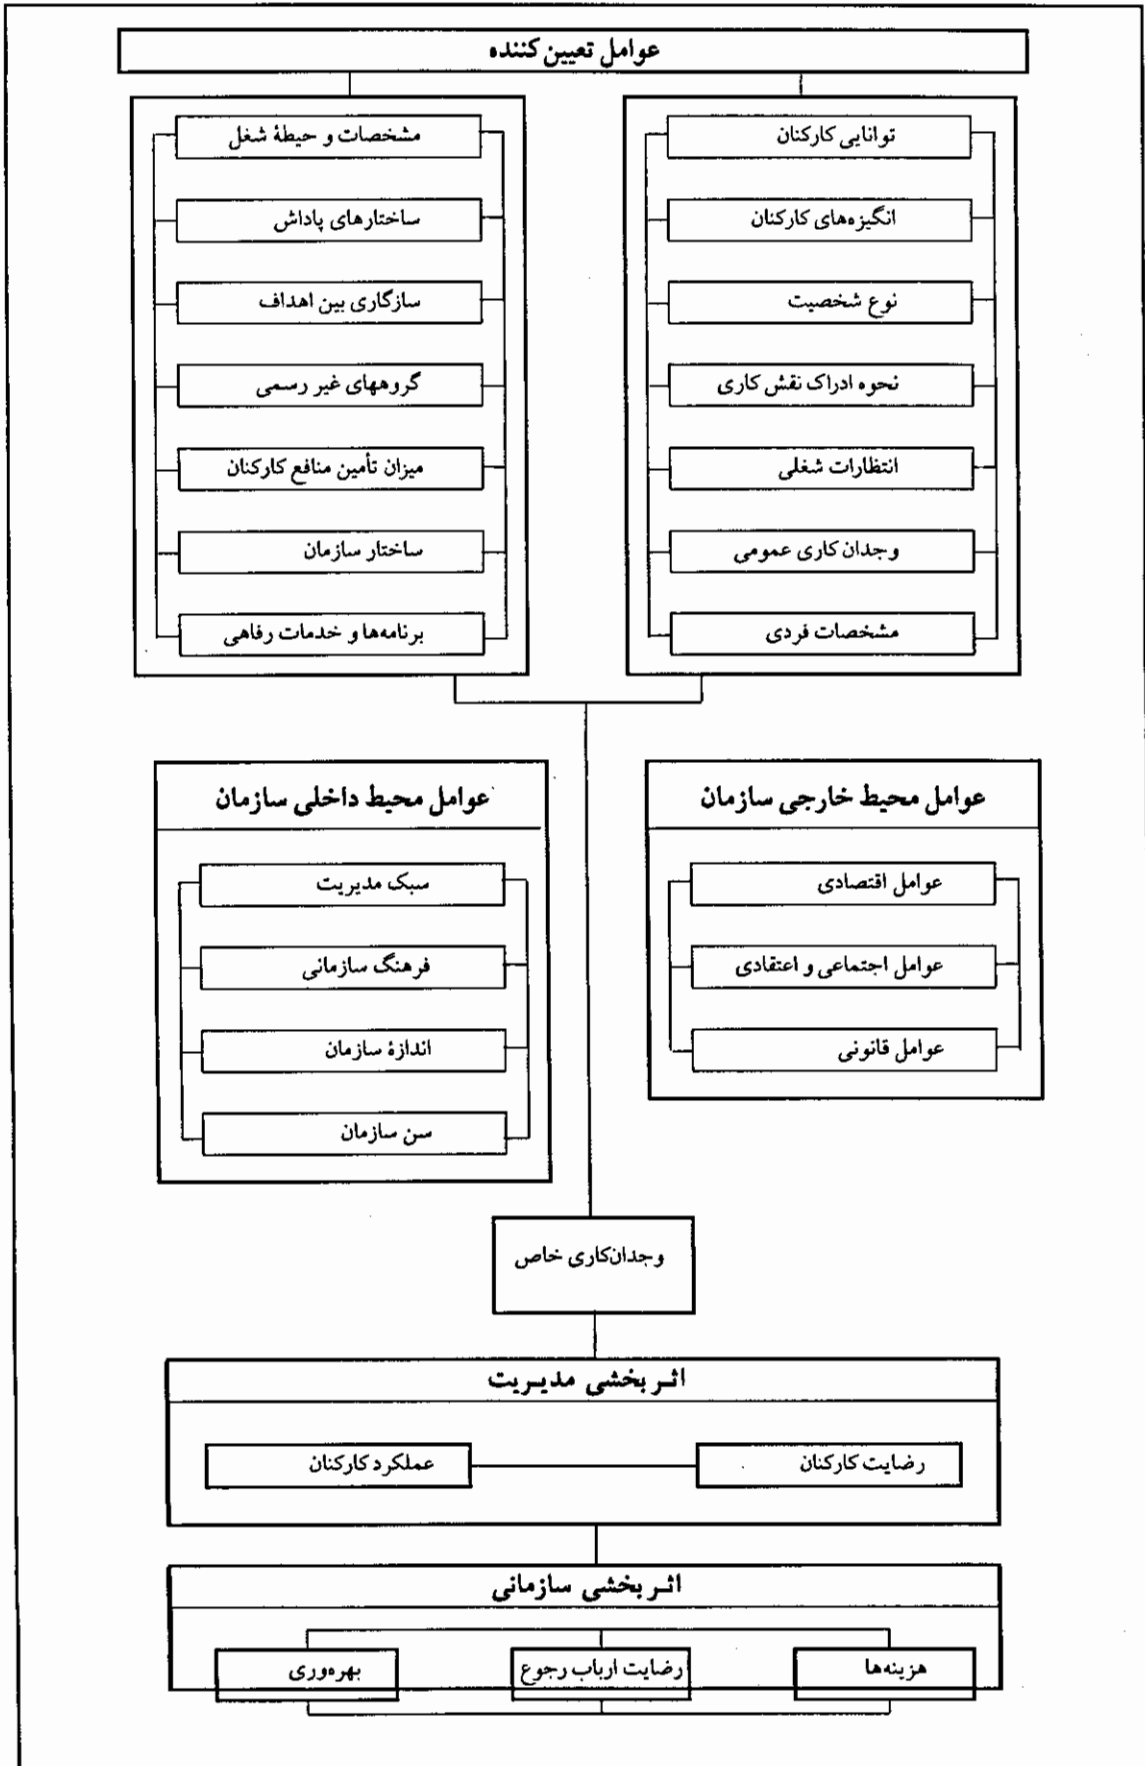 عوامل تعیین‌کننده
توانایی کارکنان
انگیزه‌های کارکنان
نوع شخصیت
نحوه ادراک نقش کاری
انتظارات شغلی
وجدان کاری عمومی
مشخصات فردی
مشخصات و حیطهٔ شغل
ساختارهای پاداش
سازگاری بین اهداف
گروههای غیر رسمی
میزان تأمین منافع کارکنان
ساختار سازمان
برنامه‌ها و خدمات رفاهی
عوامل محیط خارجی سازمان
عوامل اقتصادی
عوامل اجتماعی و اعتقادی
عوامل قانونی
عوامل محیط داخلی سازمان
سبک مدیریت
فرهنگ سازمانی
اندازهٔ سازمان
سن سازمان
وجدان‌کاری خاص
اثربخشی مدیریت
رضایت کارکنان
عملکرد کارکنان
اثربخشی سازمانی
هزینه‌ها
رضایت ارباب رجوع
بهره‌وری